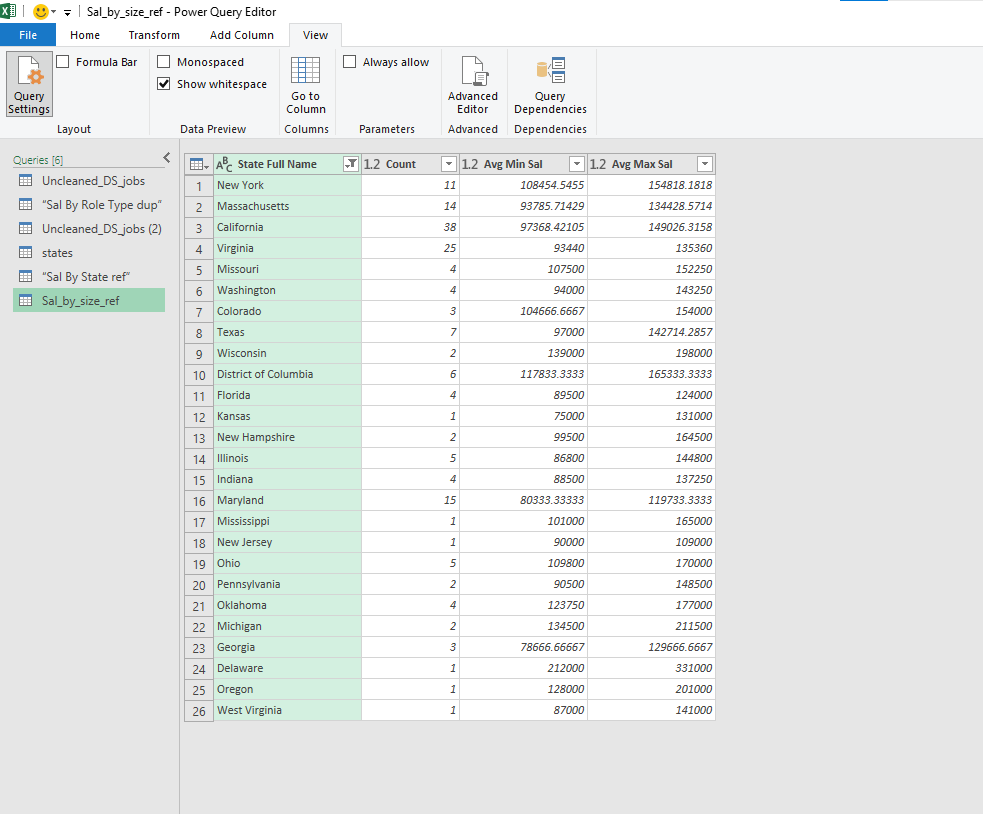 Sal_by_size_ref - Power Query Editor
File Home Transform Add Column View
Query Settings
Formula Bar
Layout
Monospaced
Show whitespace
Data Preview
Go to Column
Columns
Always allow
Parameters
Advanced Editor
Advanced
Query Dependencies
Dependencies
Queries [6]
Uncleaned_DS_jobs
“Sal By Role Type dup”
Uncleaned_DS_jobs (2)
states
“Sal By State ref”
Sal_by_size_ref
ABC State Full Name 1.2 Count 1.2 Avg Min Sal 1.2 Avg Max Sal
1 New York 11 108454.5455 154818.1818
2 Massachusetts 14 93785.71429 134428.5714
3 California 38 97368.42105 149026.3158
4 Virginia 25 93440 135360
5 Missouri 4 107500 152250
6 Washington 4 94000 143250
7 Colorado 3 104666.6667 154000
8 Texas 7 97000 142714.2857
9 Wisconsin 2 139000 198000
10 District of Columbia 6 117833.3333 165333.3333
11 Florida 4 89500 124000
12 Kansas 1 75000 131000
13 New Hampshire 2 99500 164500
14 Illinois 5 86800 144800
15 Indiana 4 88500 137250
16 Maryland 15 80333.33333 119733.3333
17 Mississippi 1 101000 165000
18 New Jersey 1 90000 109000
19 Ohio 5 109800 170000
20 Pennsylvania 2 90500 148500
21 Oklahoma 4 123750 177000
22 Michigan 2 134500 211500
23 Georgia 3 78666.66667 129666.6667
24 Delaware 1 212000 331000
25 Oregon 1 128000 201000
26 West Virginia 1 87000 141000